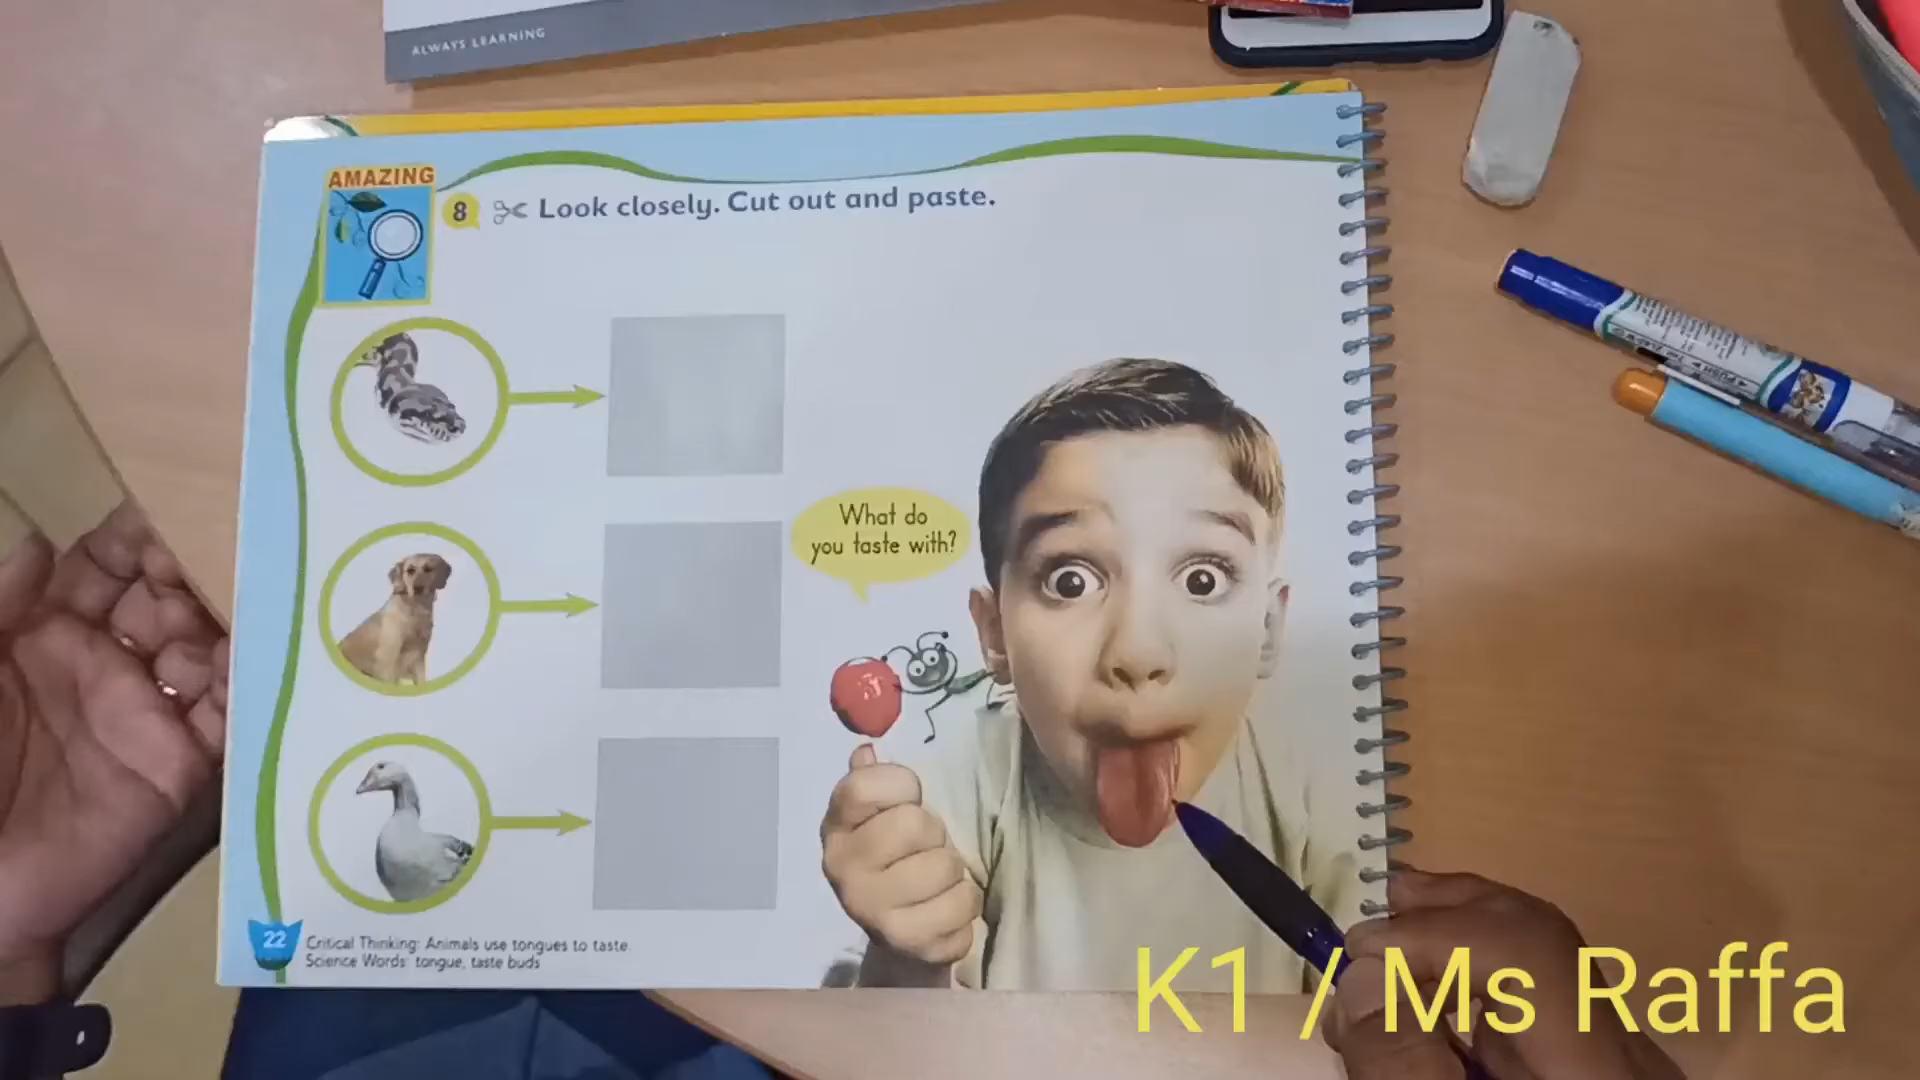 ALWAYS LEARNING
AMAZING
8 Look closely. Cut out and paste.
What do
you taste with?
22
Critical Thinking: Animals use tongues to taste.
Science Words: tongue, taste buds
K1 / Ms Raffa